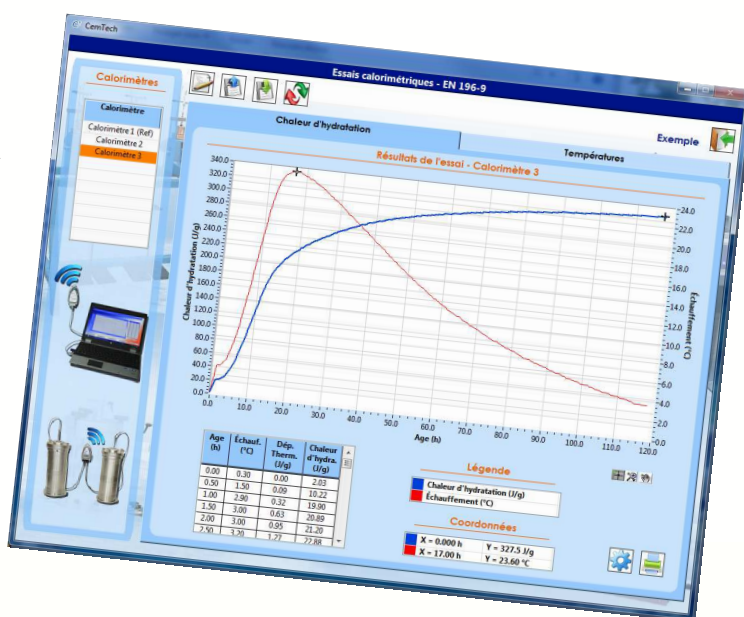 CemTech
Essais calorimétriques - EN 196-9
Calorimètres
Calorimètre
Calorimètre 1 (Ref)
Calorimètre 2
Calorimètre 3
Exemple
Chaleur d'hydratation
Températures
Résultats de l'essai - Calorimètre 3
Chaleur d'hydratation (J/g)
340.0
320.0
300.0
280.0
260.0
240.0
220.0
200.0
180.0
160.0
140.0
120.0
100.0
80.0
60.0
40.0
20.0
0.0
0.0 10.0 20.0 30.0 40.0 50.0 60.0 70.0 80.0 90.0 100.0 110.0 120.0
Age (h)
24.0
22.0
20.0
18.0
16.0
14.0
12.0
10.0
6.0
4.0
2.0
0.0
Échauffement (°C)
Age (h) Échauf. (°C) Dép. Therm. (J/g) Chaleur d'hydra. (J/g)
0.00 0.30 0.00 2.03
0.50 1.50 0.09 10.22
1.00 2.90 0.32 19.90
1.50 3.00 0.63 20.89
2.00 3.00 0.95 21.20
2.50 3.20 1.27 22.88
Légende
Chaleur d'hydratation (J/g)
Échauffement (°C)
Coordonnées
X = 0.000 h Y = 327.5 J/g
X = 17.00 h Y = 23.60 °C